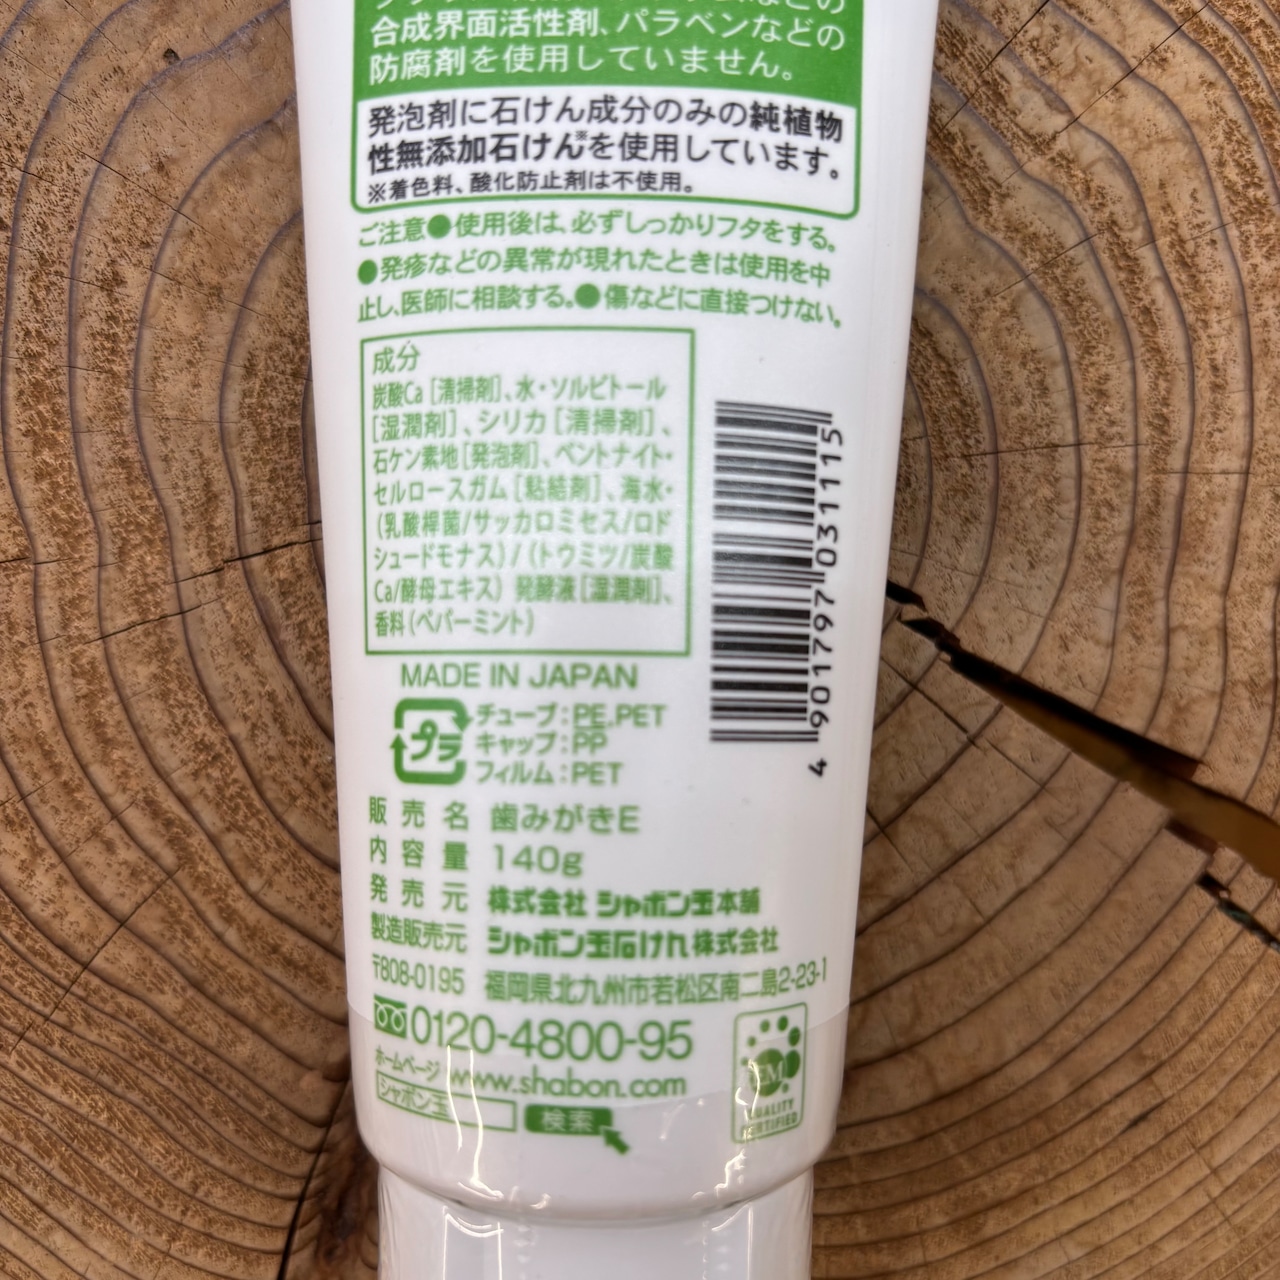 合成界面活性剤、パラベンなどの
防腐剤を使用していません。
発泡剤に石けん成分のみの純植物
性無添加石けん※を使用しています。
※着色料、酸化防止剤は不使用。
ご注意●使用後は、必ずしっかりフタをする。
●発疹などの異常が現れたときは使用を中
止し、医師に相談する。●傷などに直接つけない。
成分
炭酸Ca［清掃剤］、水・ソルビトール
［湿潤剤］、シリカ［清掃剤］、
石ケン素地［発泡剤］、ベントナイト・
セルロースガム［粘結剤］、海水・
（乳酸桿菌/サッカロミセス/ロド
シュードモナス）/（トウミツ/炭酸
Ca/酵母エキス）発酵液［湿潤剤］、
香料（ペパーミント）
4 901797 031115
MADE IN JAPAN
プラ
チューブ：PE,PET
キャップ：PP
フィルム：PET
販売名 歯みがきE
内容量 140g
発売元 株式会社 シャボン玉本舗
製造販売元 シャボン玉石けん株式会社
〒808-0195 福岡県北九州市若松区南二島2-23-1
0120-4800-95
ホームページ www.shabon.com
シャボン玉 検索
EM
QUALITY
CERTIFIED